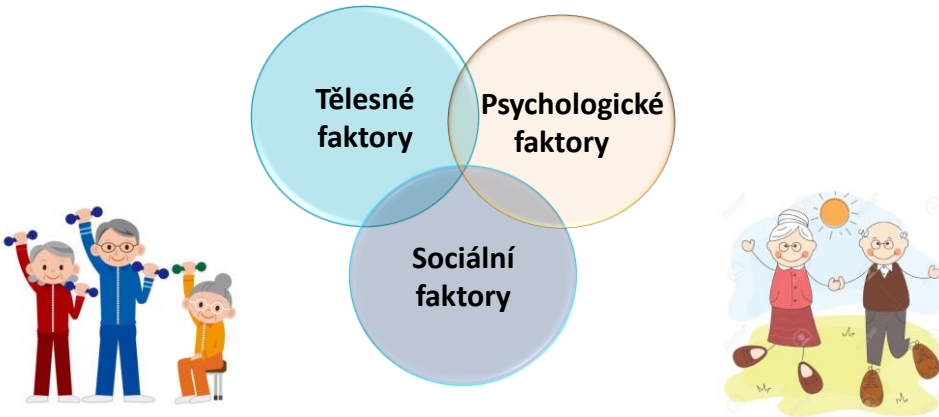 Tělesné
faktory
Psychologické
faktory
Sociální
faktory